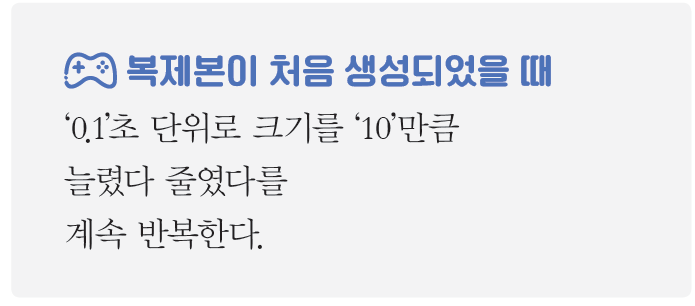 복제본이 처음 생성되었을 때
‘0.1’초 단위로 크기를 ‘10’만큼
늘렸다 줄였다를
계속 반복한다.